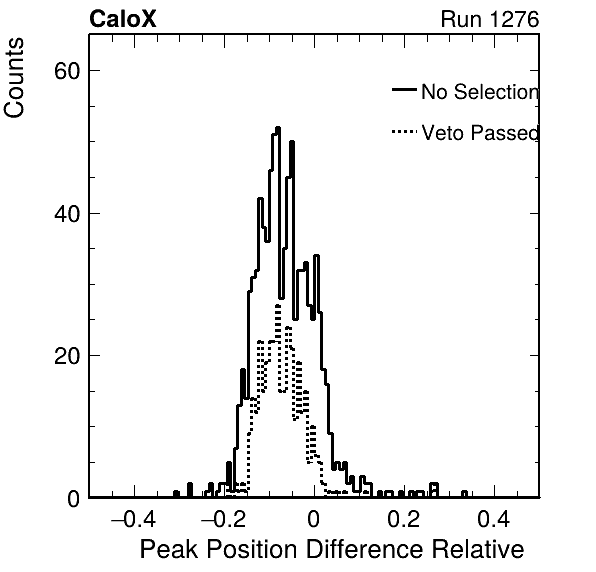 CaloX Run 1276
Counts
60
No Selection
Veto Passed
40
20
0
−0.4 −0.2 0 0.2 0.4
Peak Position Difference Relative